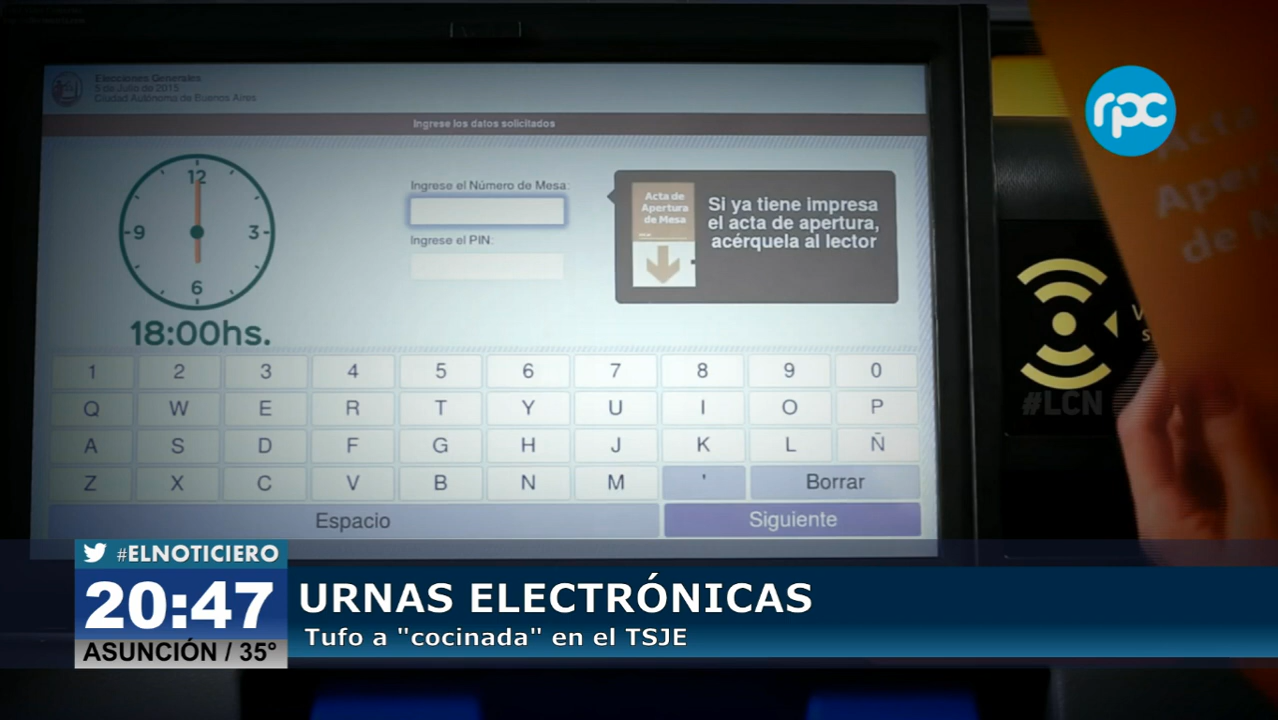 Elecciones Generales
5 de Julio de 2015
Ciudad Autónoma de Buenos Aires
Ingrese los datos solicitados
12
9
3
6
18:00hs.
Ingrese el Número de Mesa:
Ingrese el PIN:
Acta de
Apertura
de Mesa
Si ya tiene impresa
el acta de apertura,
acérquela al lector
1 2 3 4 5 6 7 8 9 0
Q W E R T Y U I O P
A S D F G H J K L Ñ
Z X C V B N M ' Borrar
Espacio Siguiente
rpc
Acta
de M
#LCN
#ELNOTICIERO
20:47
ASUNCIÓN / 35°
URNAS ELECTRÓNICAS
Tufo a "cocinada" en el TSJE